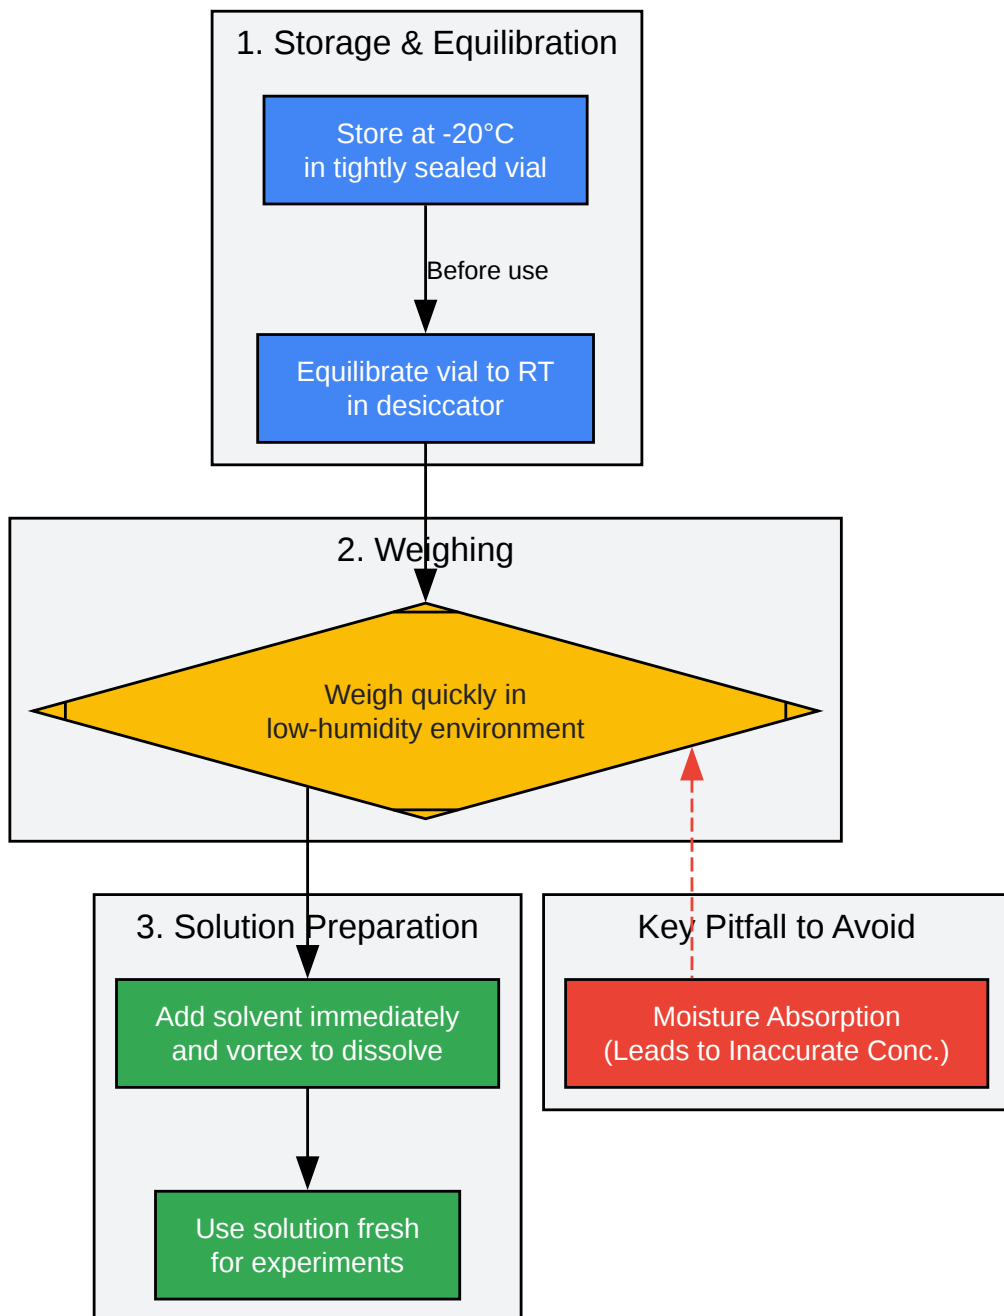 1. Storage & Equilibration
Store at -20°C
in tightly sealed vial
Before use
Equilibrate vial to RT
in desiccator
2. Weighing
Weigh quickly in
low-humidity environment
3. Solution Preparation
Add solvent immediately
and vortex to dissolve
Use solution fresh
for experiments
Key Pitfall to Avoid
Moisture Absorption
(Leads to Inaccurate Conc.)